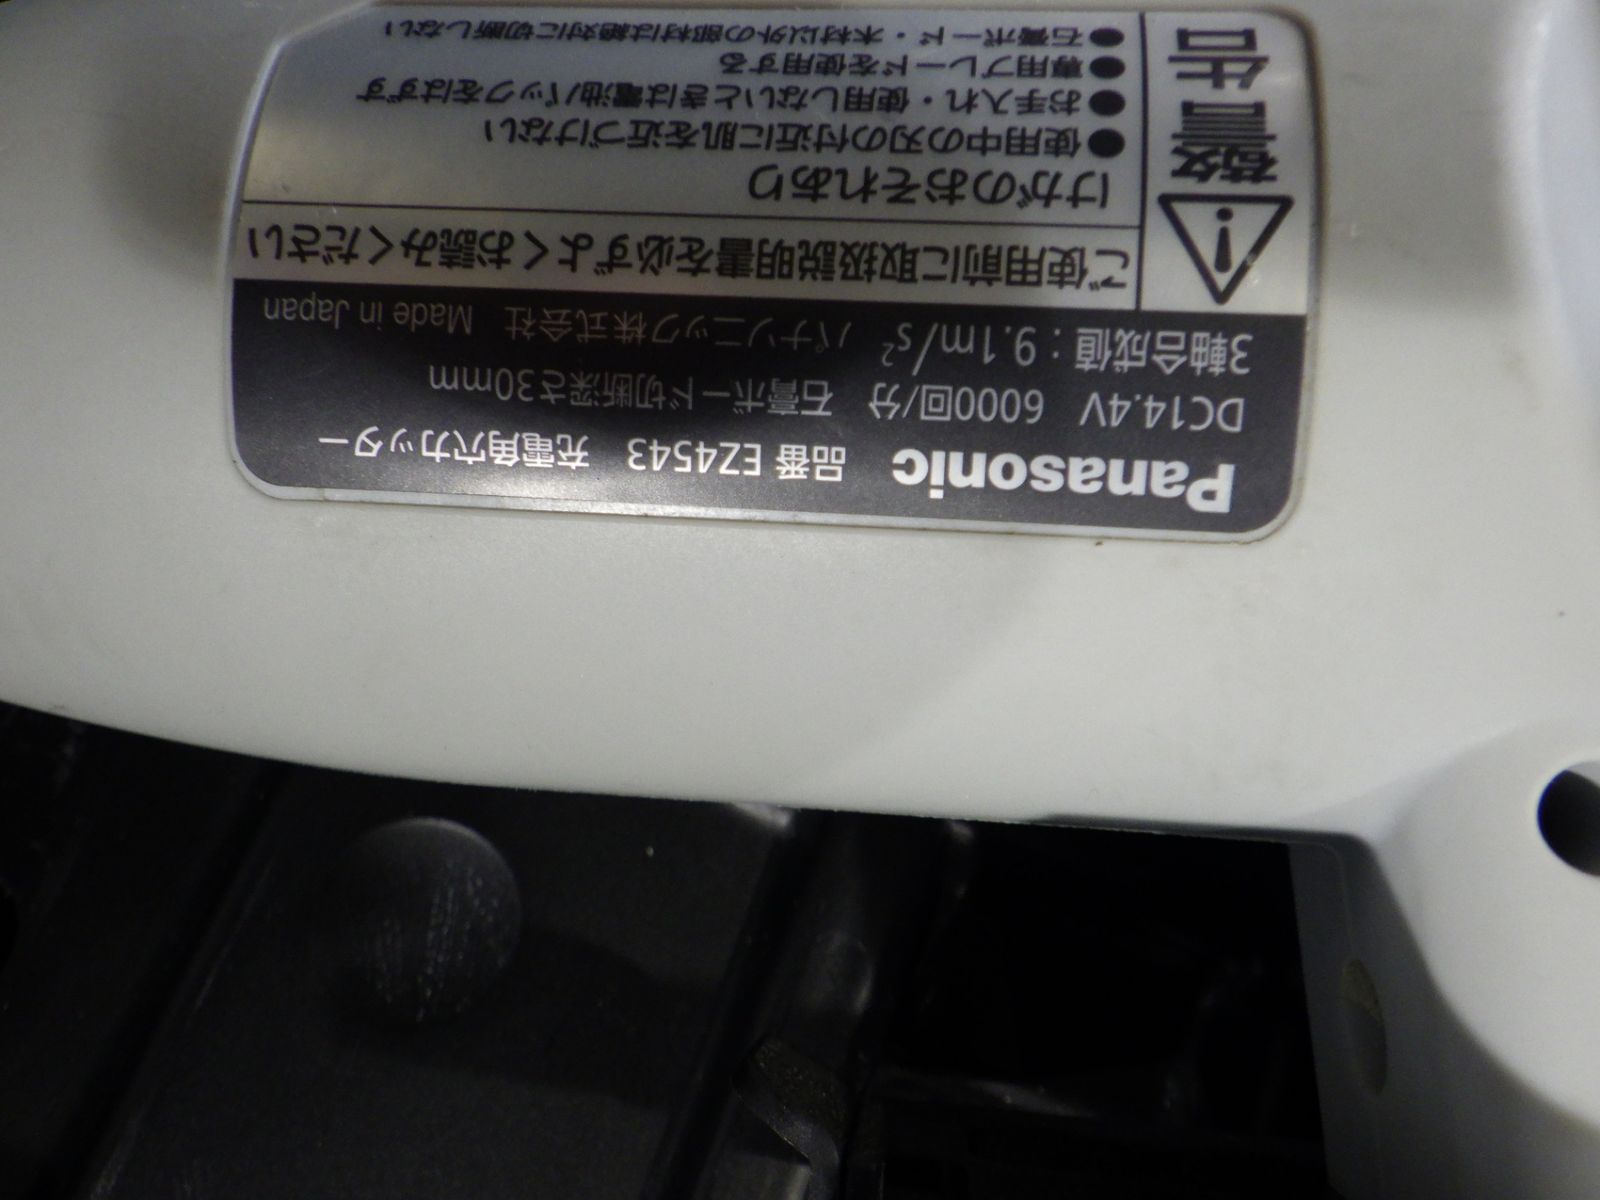 Panasonic 品番 EZ4543 充電角穴カッター
DC14.4V 6000回/分 石膏ボード切断深さ30mm
3軸合成値:9.1m/s² パナソニック株式会社 Made in Japan
警告
ご使用前に取扱説明書を必ずよくお読みください
けがのおそれあり
●使用中の刃の付近に肌を近づけない
●お手入れ・使用しないときは電池パックをはずす
●専用ブレードを使用する
●石膏ボード・木材以外の部材は絶対に切断しない